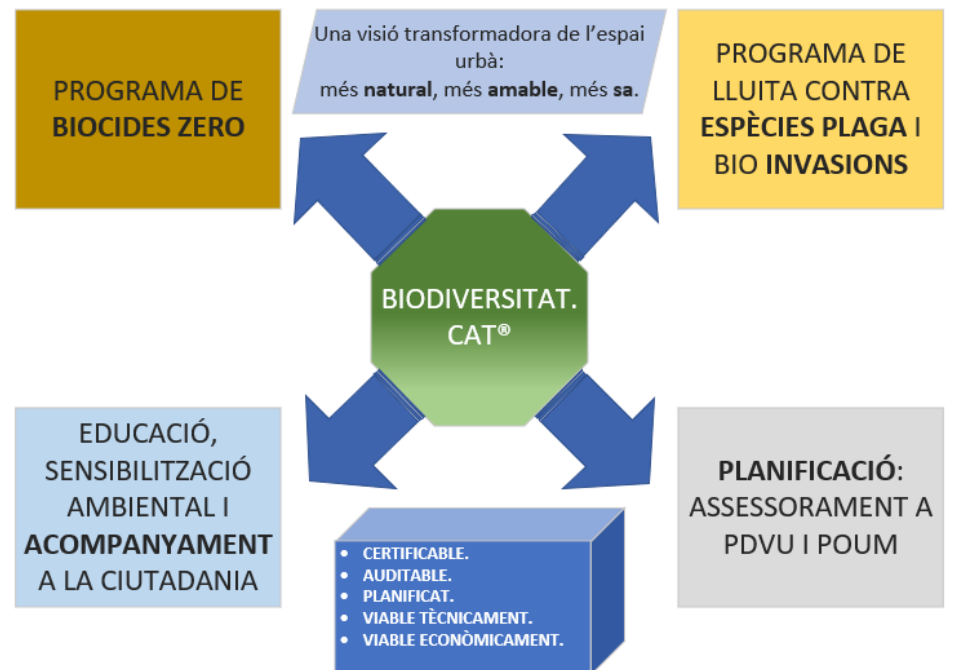 PROGRAMA DE
BIOCIDES ZERO
Una visió transformadora de l’espai
urbà:
més natural, més amable, més sa.
PROGRAMA DE
LLUITA CONTRA
ESPÈCIES PLAGA I
BIO INVASIONS
BIODIVERSITAT.
CAT®
EDUCACIÓ,
SENSIBILITZACIÓ
AMBIENTAL I
ACOMPANYAMENT
A LA CIUTADANIA
• CERTIFICABLE.
• AUDITABLE.
• PLANIFICAT.
• VIABLE TÈCNICAMENT.
• VIABLE ECONÒMICAMENT.
PLANIFICACIÓ:
ASSESSORAMENT A
PDVU I POUM